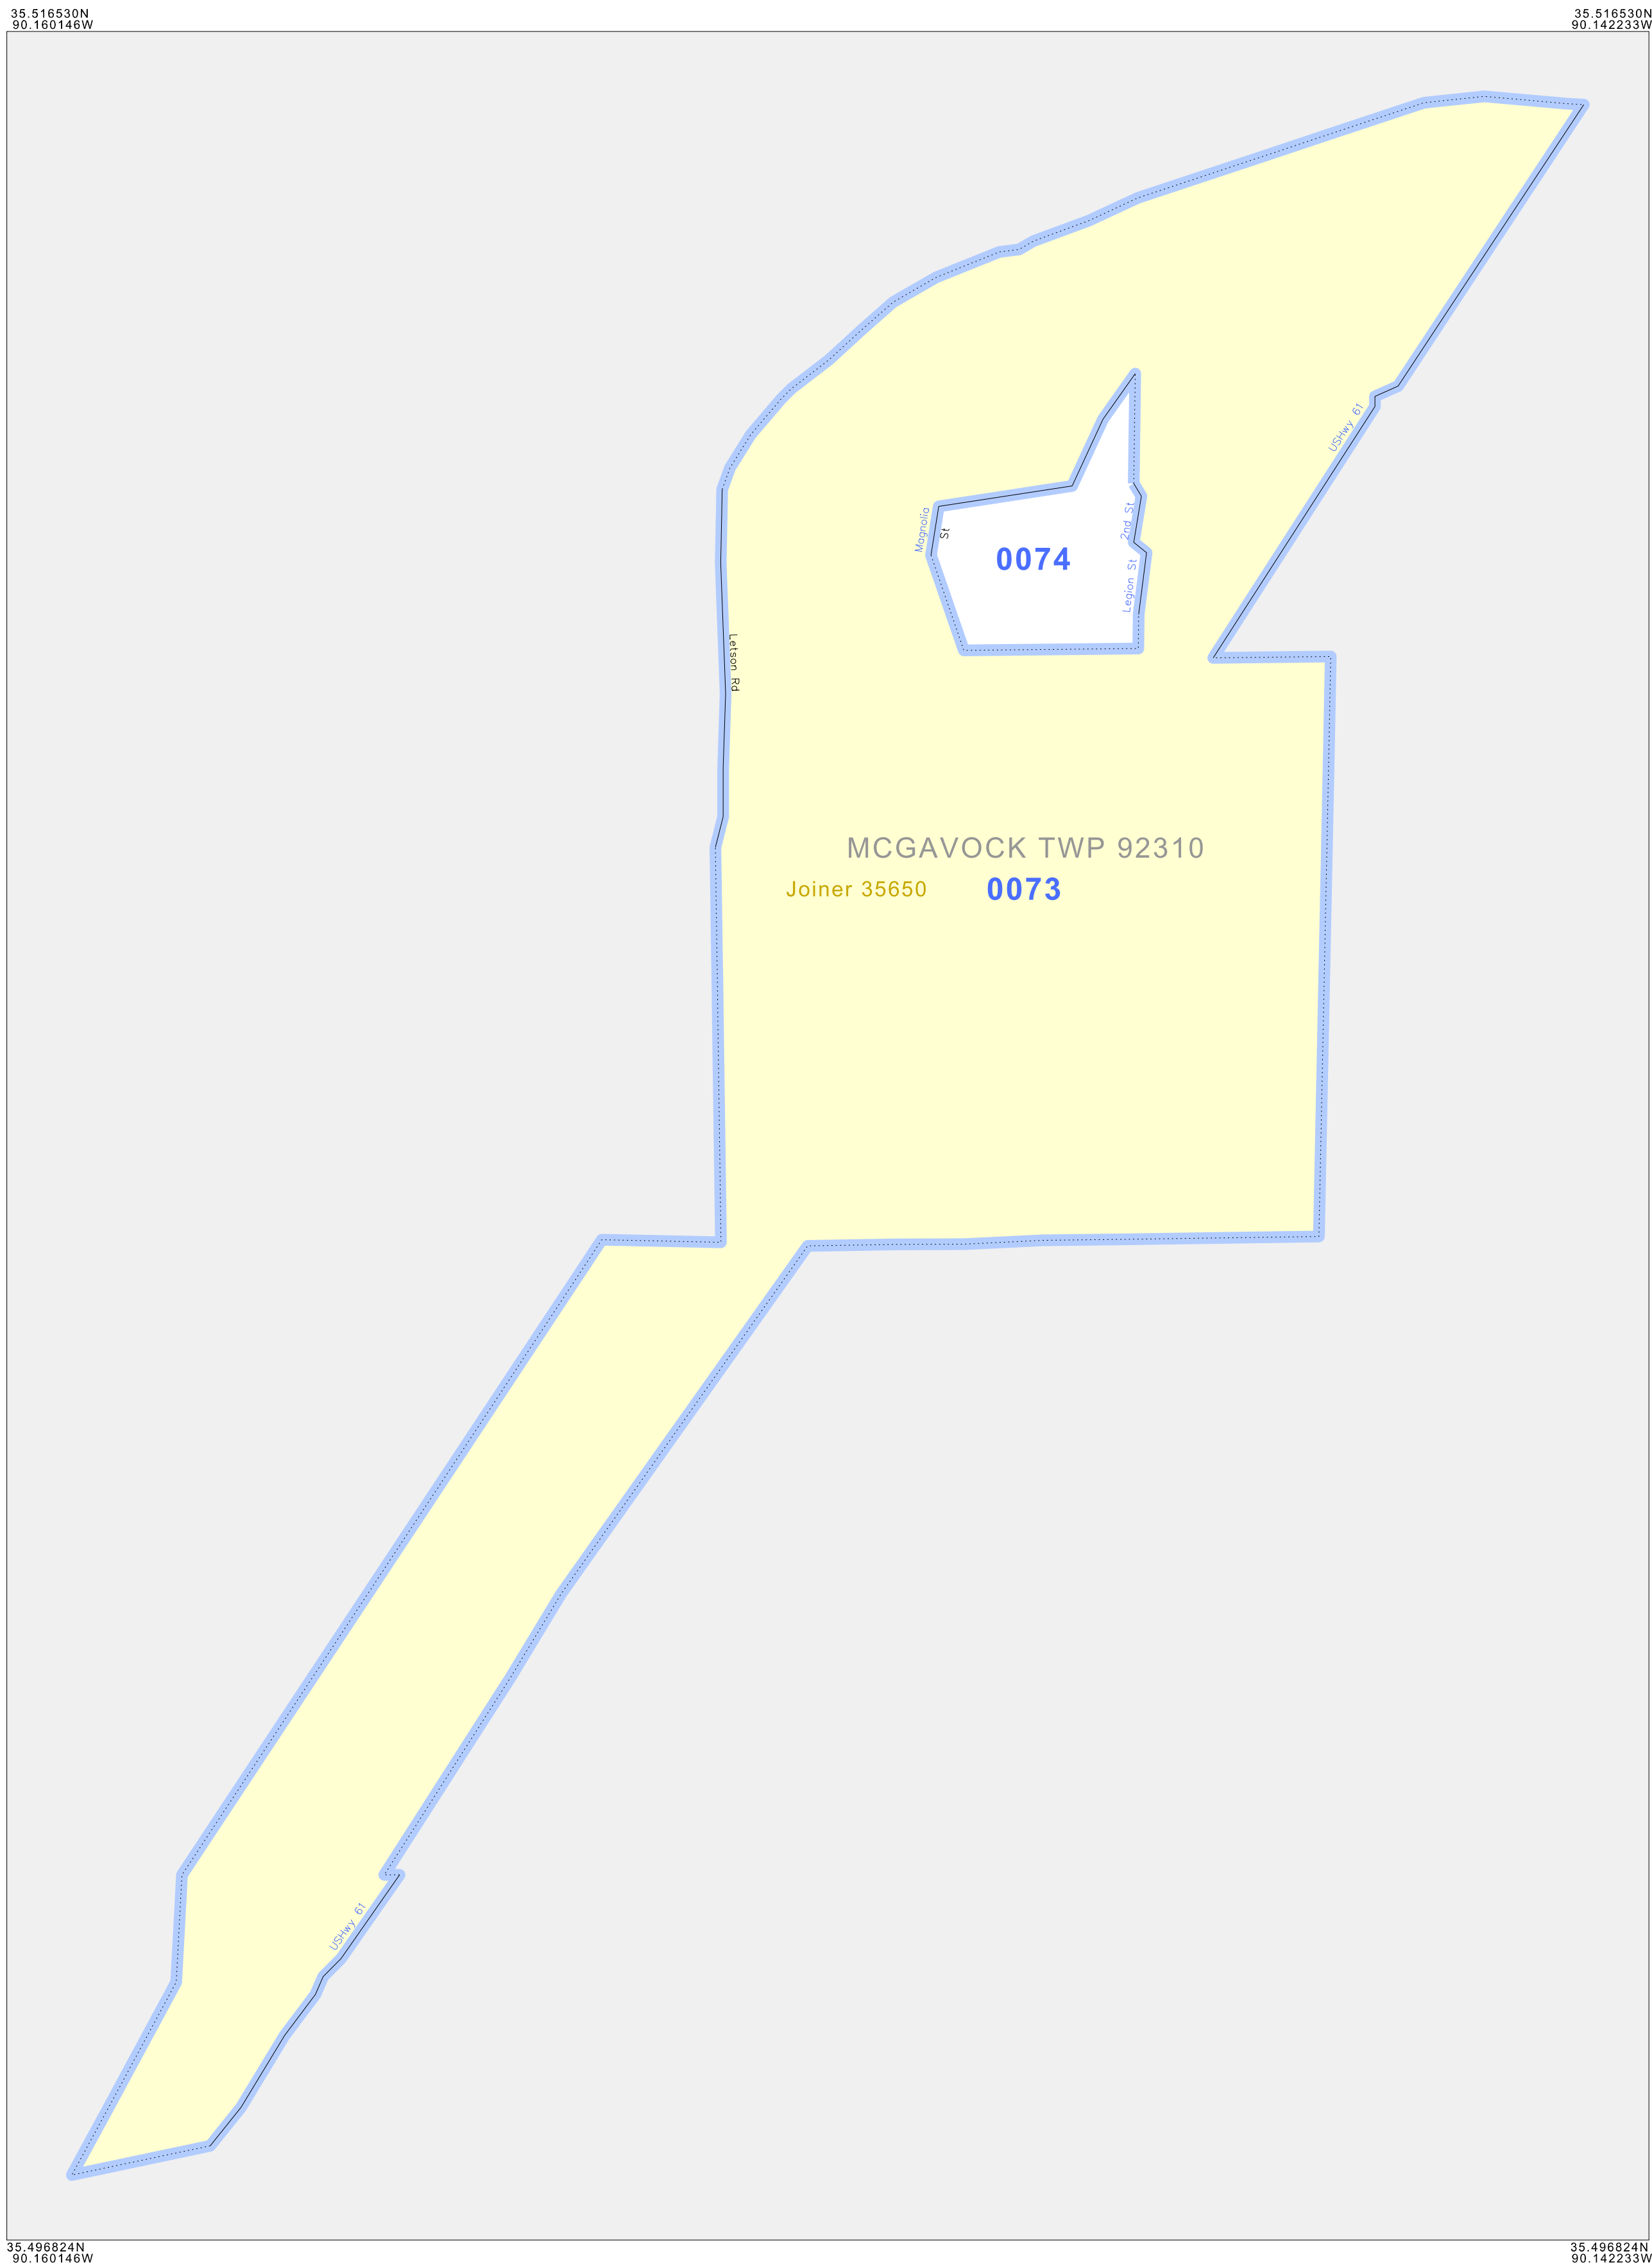 35.516530N
90.160146W
35.516530N
90.142233W
USHwy 61
Magnolia
St
2nd St
0074
Legion St
Letson Rd
MCGAVOCK TWP 92310
Joiner 35650
0073
USHwy 61
35.496824N
90.160146W
35.496824N
90.142233W